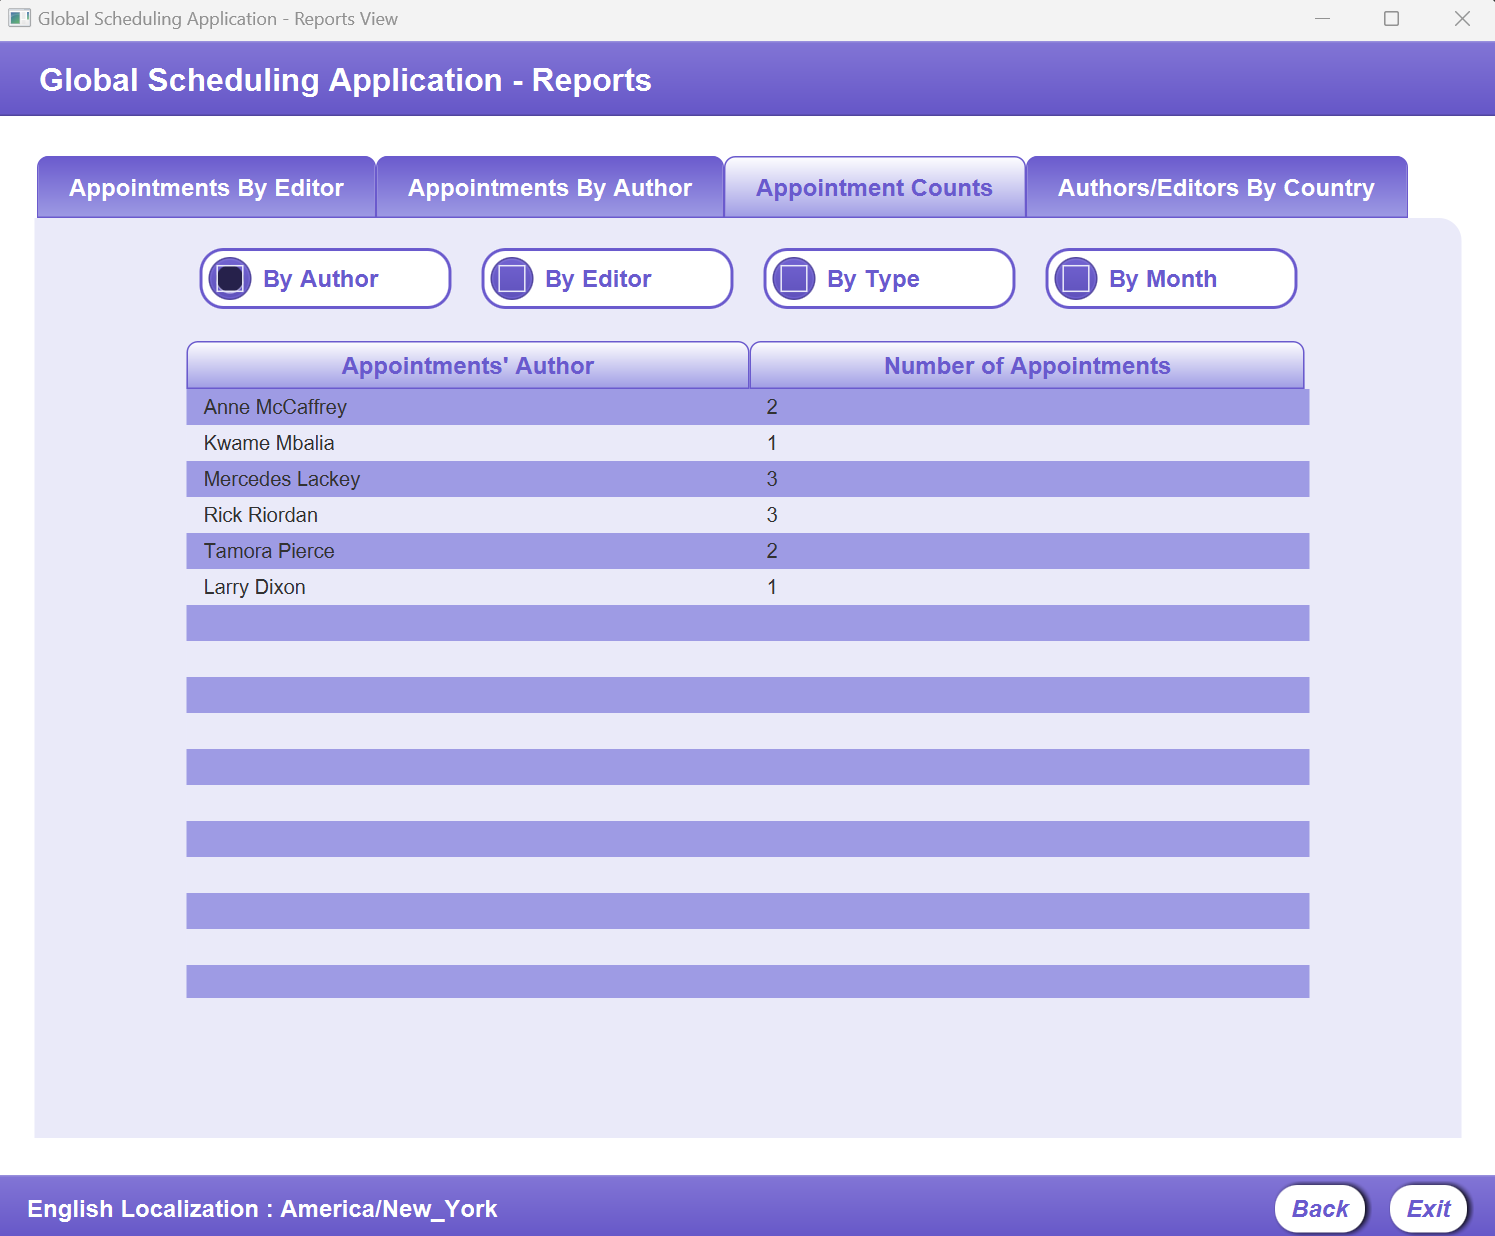 Global Scheduling Application - Reports View
Global Scheduling Application - Reports
Appointments By Editor Appointments By Author Appointment Counts Authors/Editors By Country
By Author By Editor By Type By Month
Appointments' Author Number of Appointments
Anne McCaffrey 2
Kwame Mbalia 1
Mercedes Lackey 3
Rick Riordan 3
Tamora Pierce 2
Larry Dixon 1
English Localization : America/New_York Back Exit